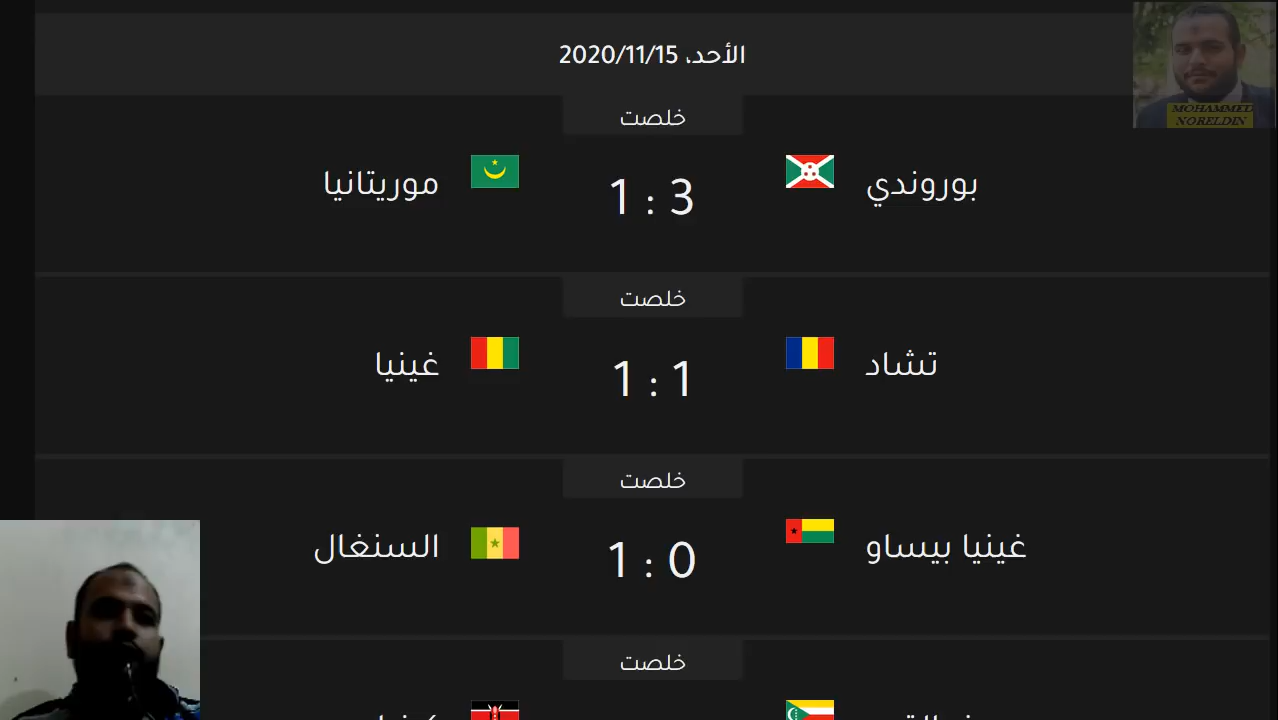 الأحد، 2020/11/15
MOHAMMED
NORELDIN
خلصت
بوروندي 3 : 1 موريتانيا
خلصت
تشاد 1 : 1 غينيا
خلصت
غينيا بيساو 0 : 1 السنغال
خلصت